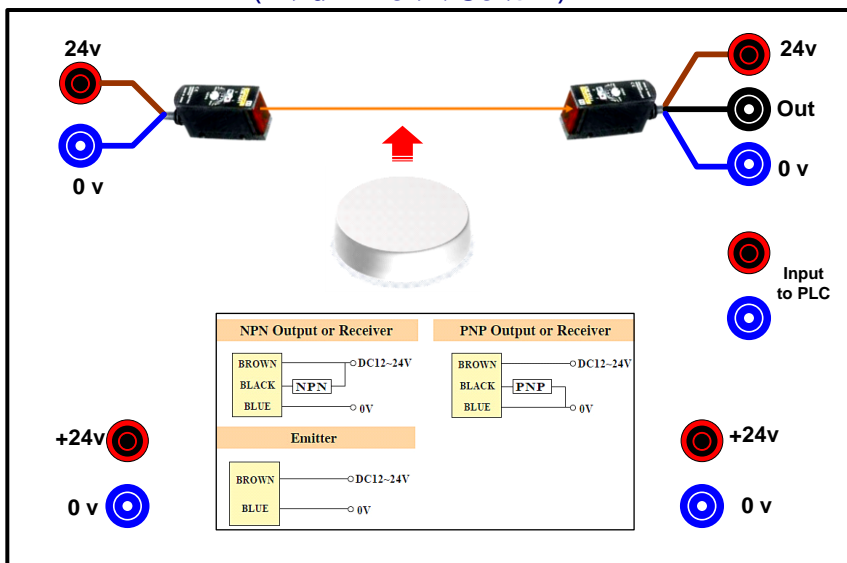 24v
24v
Out
0 v
0 v
Input
to PLC
NPN Output or Receiver
PNP Output or Receiver
BROWN
DC12~24V
BLACK
NPN
BLUE
0V
BROWN
DC12~24V
BLACK
PNP
BLUE
0V
Emitter
BROWN
DC12~24V
BLUE
0V
+24v
+24v
0 v
0 v